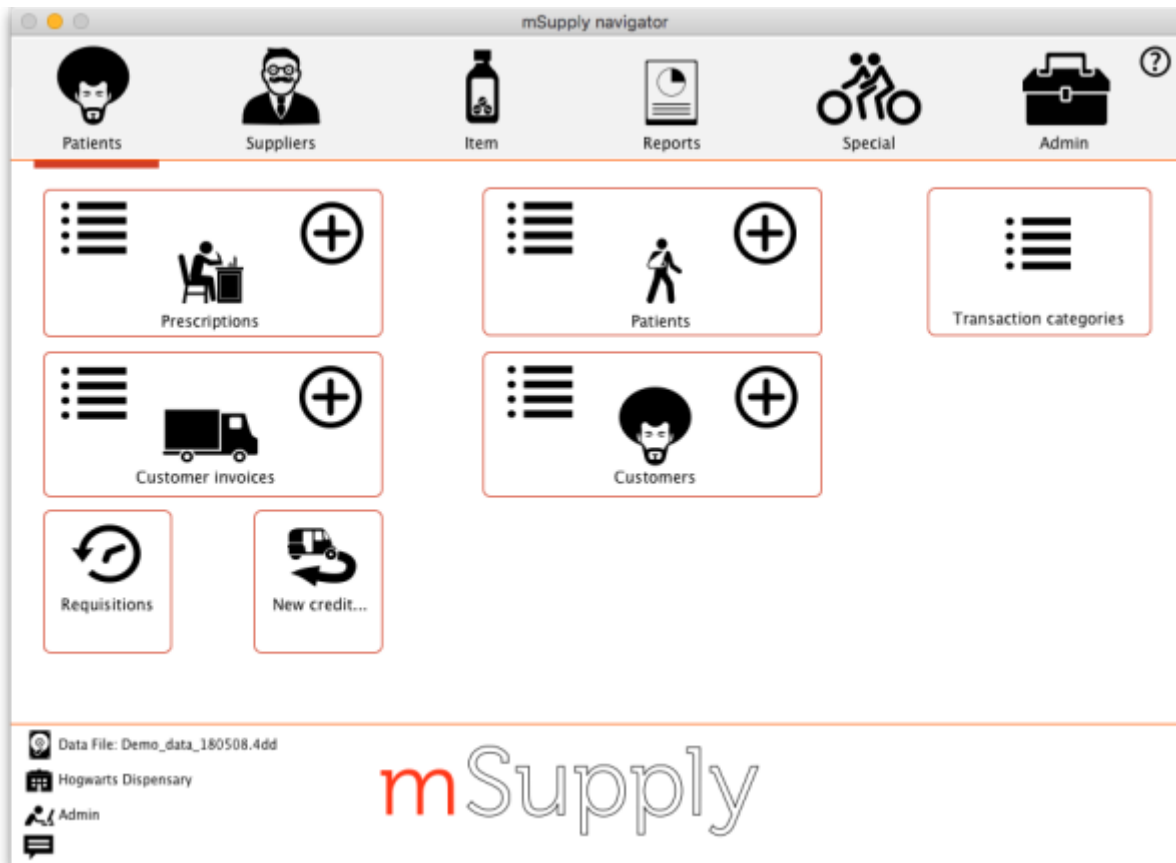 mSupply navigator
?
Patients
Suppliers
Item
Reports
Special
Admin
Prescriptions
Patients
Transaction categories
Customer invoices
Customers
Requisitions
New credit...
Data File: Demo_data_180508.4dd
Hogwarts Dispensary
Admin
mSupply